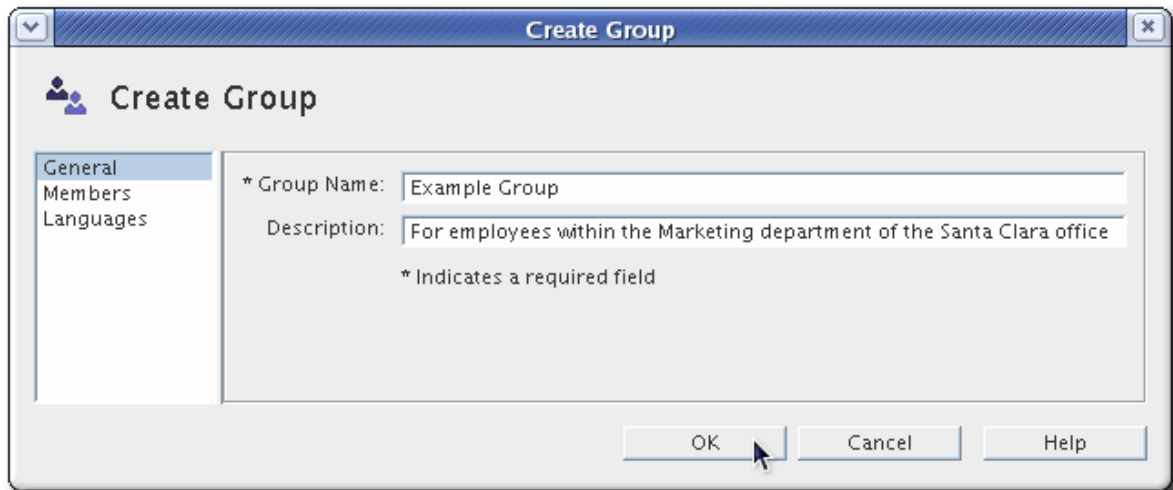 Create Group
Create Group
General
Members
Languages
* Group Name: Example Group
Description: For employees within the Marketing department of the Santa Clara office
* Indicates a required field
OK Cancel Help